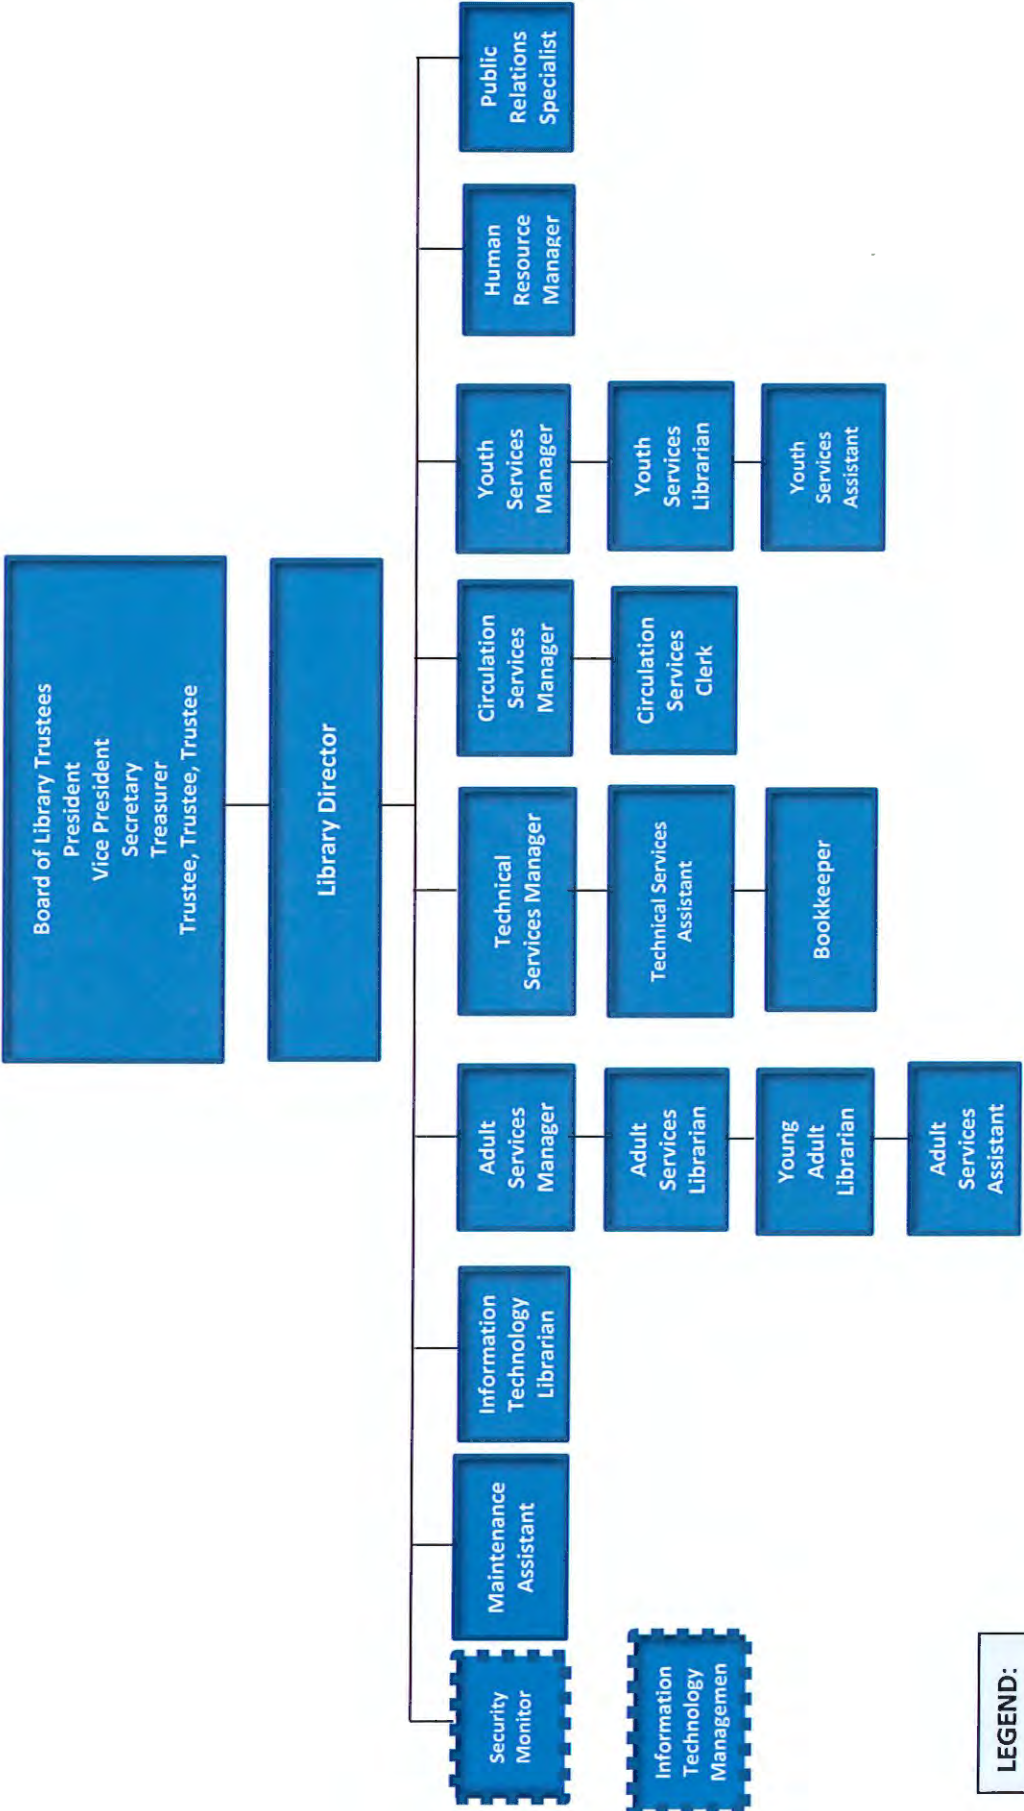 Board of Library Trustees
President
Vice President
Secretary
Treasurer
Trustee, Trustee, Trustee
Library Director
Security
Monitor
Maintenance
Assistant
Information
Technology
Librarian
Adult
Services
Manager
Technical
Services Manager
Circulation
Services
Manager
Youth
Services
Manager
Human
Resource
Manager
Public
Relations
Specialist
Information
Technology
Managemen
Adult
Services
Librarian
Technical Services
Assistant
Circulation
Services
Clerk
Youth
Services
Librarian
Young
Adult
Librarian
Bookkeeper
Youth
Services
Assistant
Adult
Services
Assistant
LEGEND: